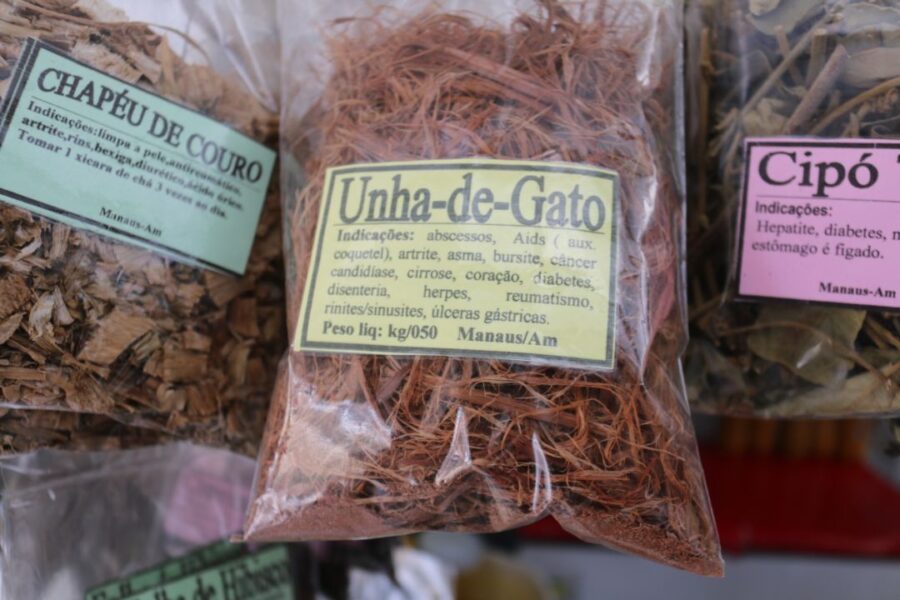 CHAPÉU DE COURO
Indicações:limpa a pele,antireumático,
artrite,rins,bexiga,diurético,ácido úrico.
Tomar 1 xicara de chá 3 vezes ao dia.
Manaus-Am
Unha-de-Gato
Indicações: abscessos, Aids ( aux.
coquetel), artrite, asma, bursite, câncer
candidíase, cirrose, coração, diabetes,
disenteria, herpes, reumatismo,
rinites/sinusites, úlceras gástricas.
Peso liq: kg/050 Manaus/Am
Cipó
Indicações:
Hepatite, diabetes,
estômago é fígado.
Manaus-Am
de Hibisco